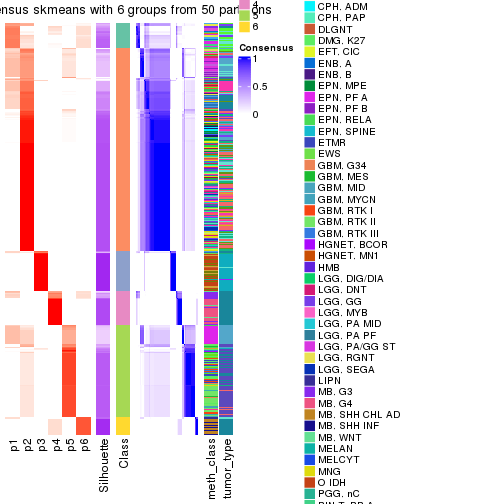 ensus skmeans with 6 groups from 50 partitions
4
5
6
Consensus
1
0.5
0
p1
p2
p3
p4
p5
p6
Silhouette
Class
meth_class
tumor_type
CPH. ADM
CPH. PAP
DLGNT
DMG. K27
EFT. CIC
ENB. A
ENB. B
EPN. MPE
EPN. PF A
EPN. PF B
EPN. RELA
EPN. SPINE
ETMR
EWS
GBM. G34
GBM. MES
GBM. MID
GBM. MYCN
GBM. RTK I
GBM. RTK II
GBM. RTK III
HGNET. BCOR
HGNET. MN1
HMB
LGG. DIG/DIA
LGG. DNT
LGG. GG
LGG. MYB
LGG. PA MID
LGG. PA PF
LGG. PA/GG ST
LGG. RGNT
LGG. SEGA
LIPN
MB. G3
MB. G4
MB. SHH CHL AD
MB. SHH INF
MB. WNT
MELAN
MELCYT
MNG
O IDH
PGG. nC